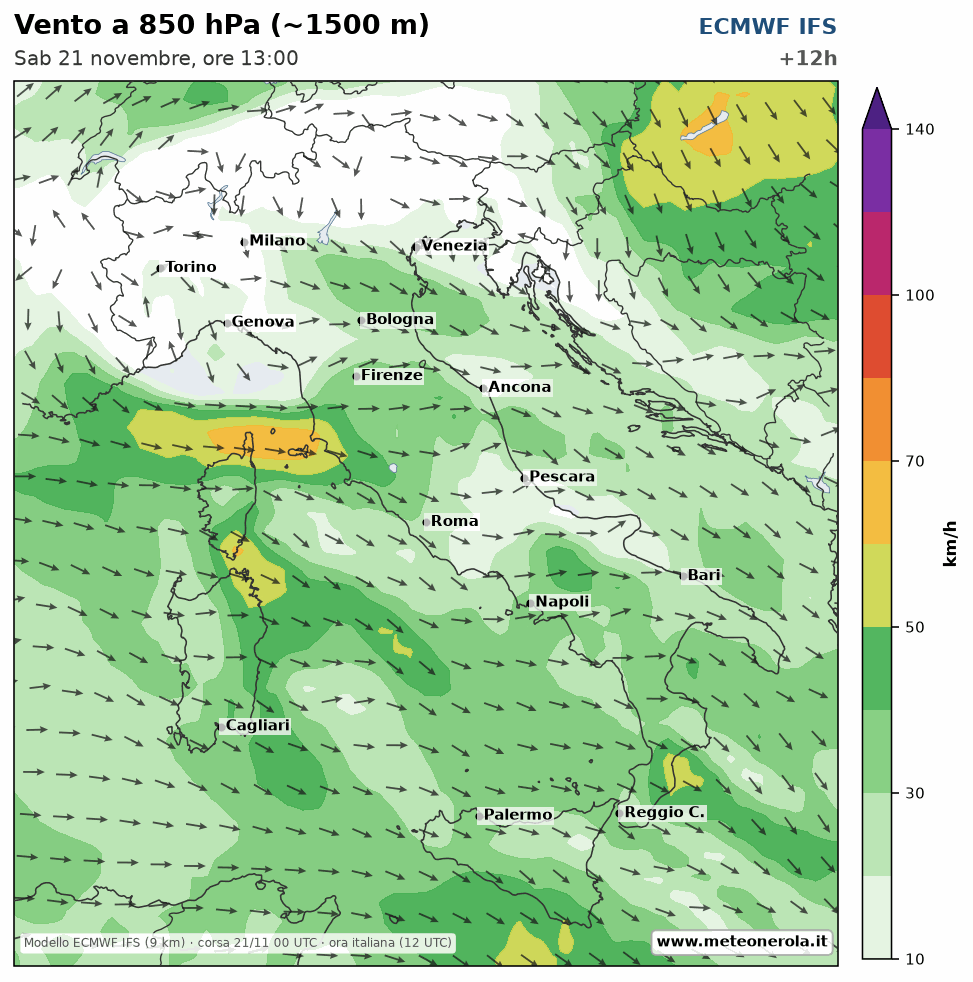 Vento a 850 hPa (~1500 m)
ECMWF IFS
Sab 21 novembre, ore 13:00
+12h
Milano
Venezia
Torino
Genova
Bologna
Firenze
Ancona
Pescara
Roma
Bari
Napoli
Cagliari
Palermo
Reggio C.
140
100
70
50
30
10
km/h
Modello ECMWF IFS (9 km) · corsa 21/11 00 UTC · ora italiana (12 UTC)
www.meteonerola.it